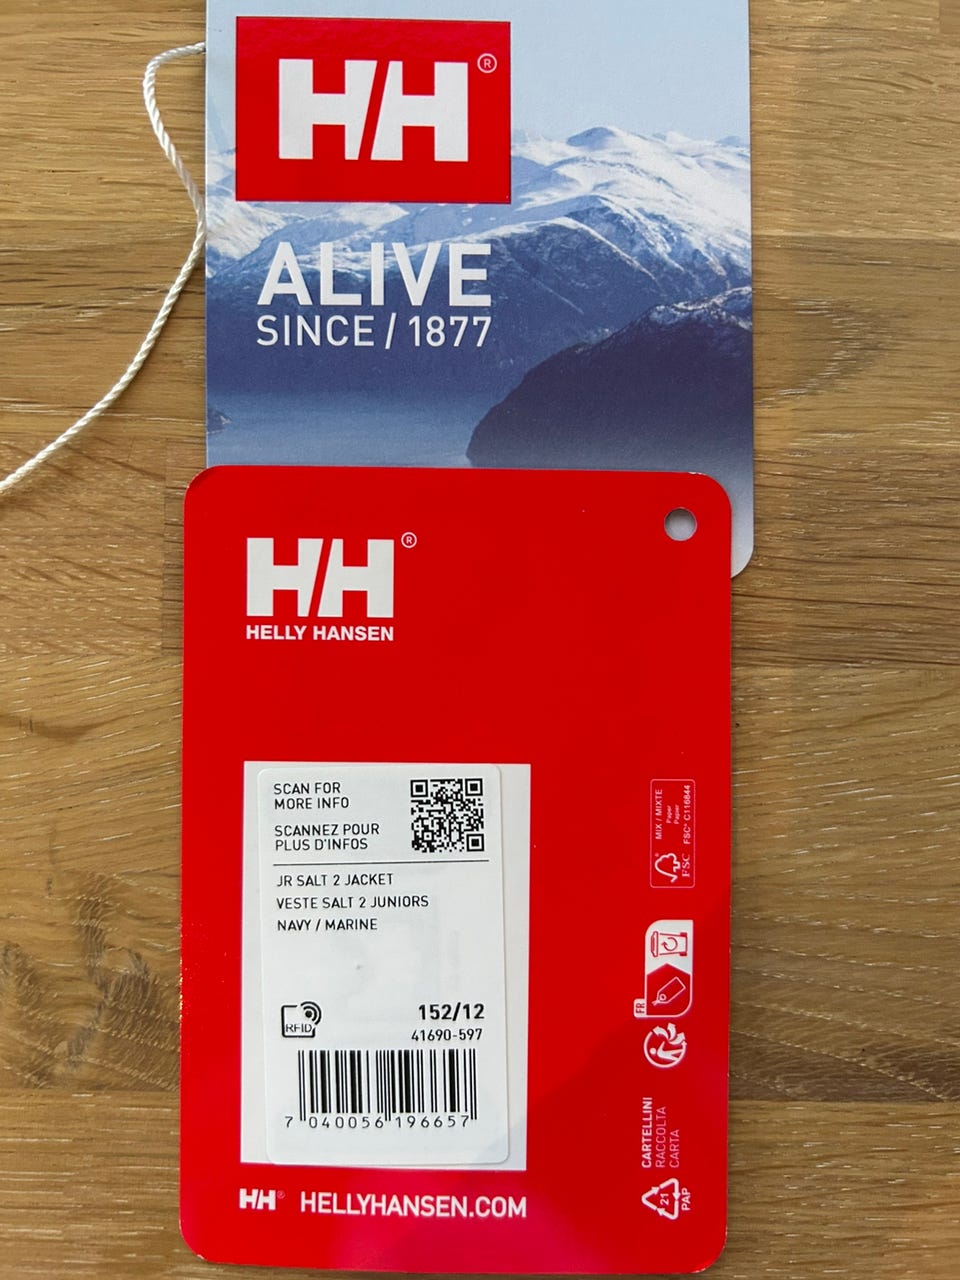 HH®
ALIVE
SINCE / 1877
HH®
HELLY HANSEN
SCAN FOR
MORE INFO
SCANNEZ POUR
PLUS D'INFOS
JR SALT 2 JACKET
VESTE SALT 2 JUNIORS
NAVY / MARINE
RFID
152/12
41690-597
7 040056 196657
HH® HELLYHANSEN.COM
MIX / MIXTE
Paper
Papier
FSC® C116844
FSC
FR
CARTELLINI
RACCOLTA
CARTA
21
PAP